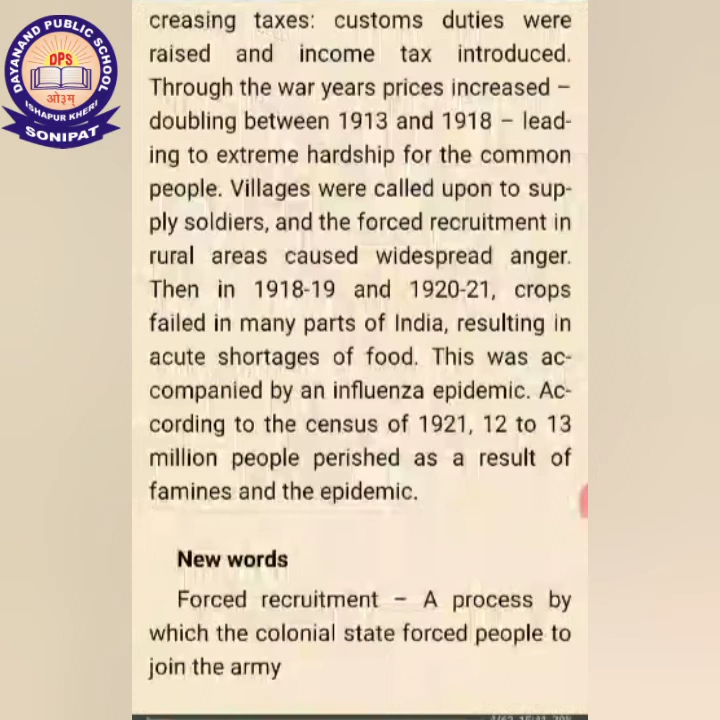 DAYANAND PUBLIC SCHOOL
DPS
ओ३म्
ISHAPUR KHERI
SONIPAT
creasing taxes: customs duties were
raised and income tax introduced.
Through the war years prices increased –
doubling between 1913 and 1918 – lead-
ing to extreme hardship for the common
people. Villages were called upon to sup-
ply soldiers, and the forced recruitment in
rural areas caused widespread anger.
Then in 1918-19 and 1920-21, crops
failed in many parts of India, resulting in
acute shortages of food. This was ac-
companied by an influenza epidemic. Ac-
cording to the census of 1921, 12 to 13
million people perished as a result of
famines and the epidemic.
New words
Forced recruitment – A process by
which the colonial state forced people to
join the army